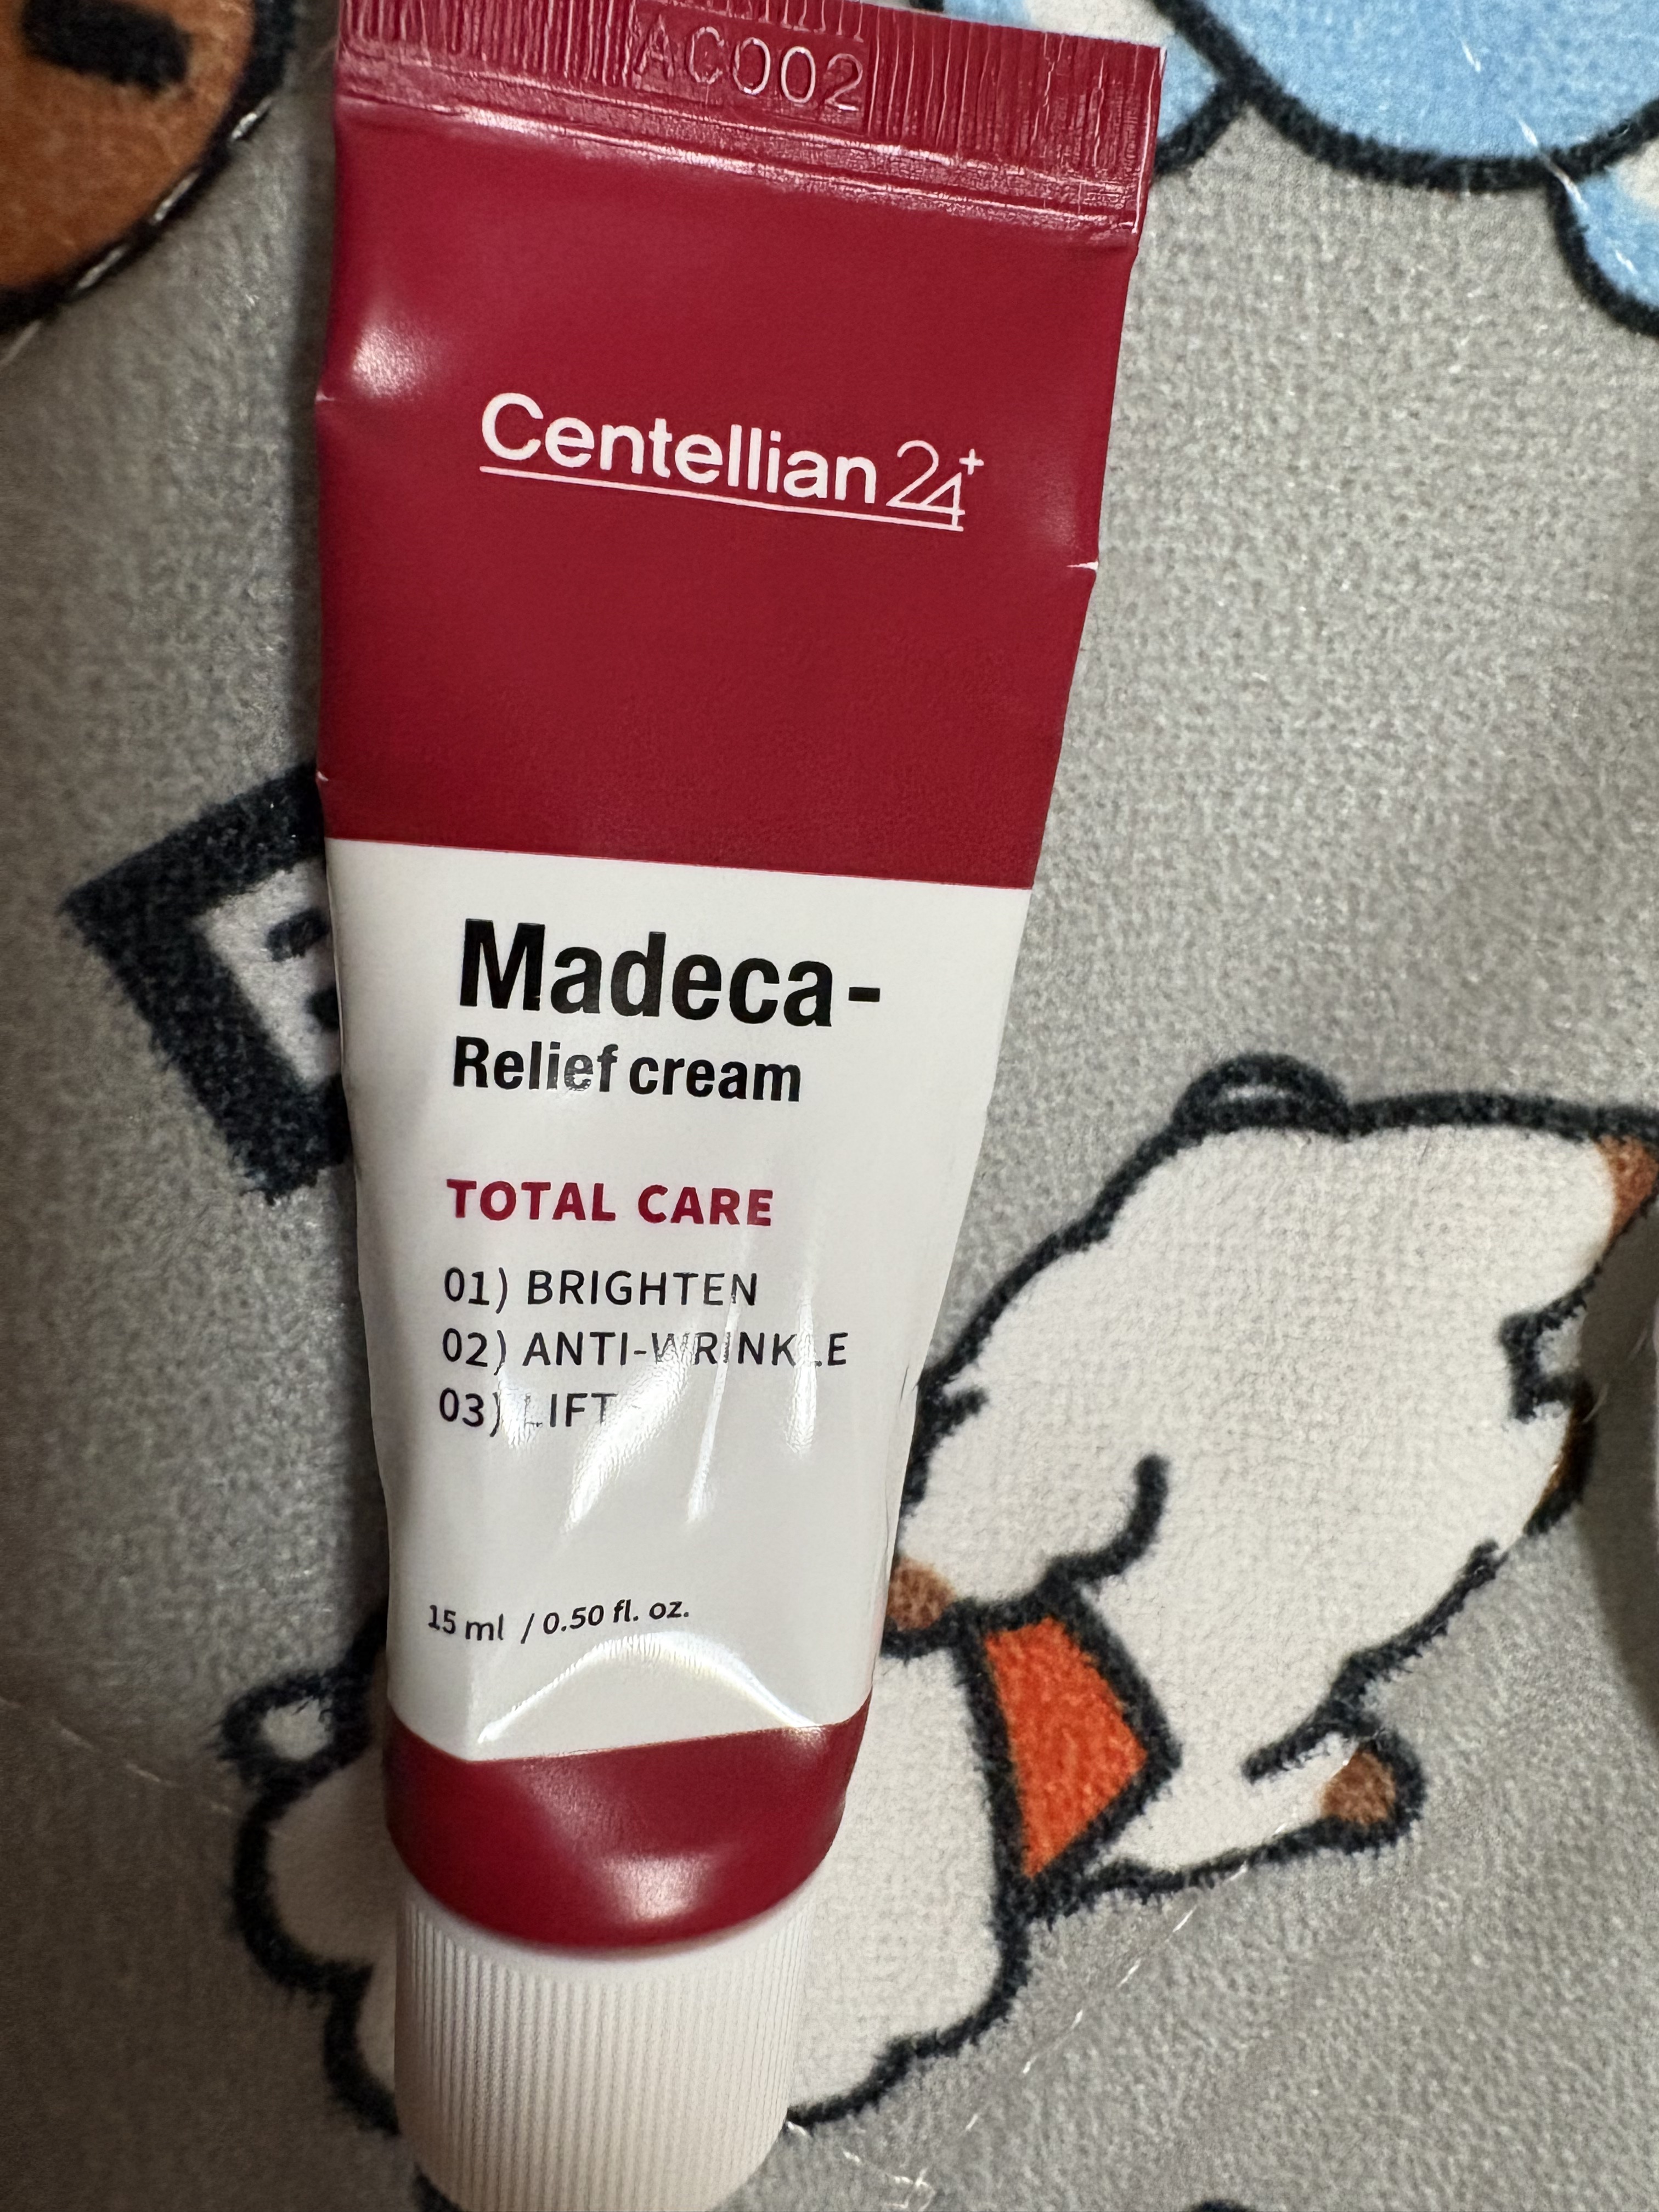 AC002
Centellian24+
Madeca-
Relief cream
TOTAL CARE
01) BRIGHTEN
02) ANTI-WRINKLE
03) LIFT
15 ml / 0.50 fl. oz.